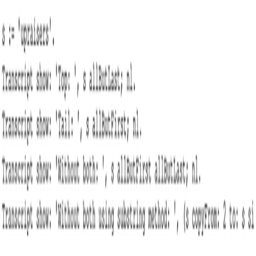 s := 'upraisers'.
Transcript show: 'Top: ', s allButLast; nl.
Transcript show: 'Tail: ', s allButFirst; nl.
Transcript show: 'Without both: ', s allButFirst allButLast; nl.
Transcript show: 'Without both using substring method: ', (s copyFrom: 2 to: s si